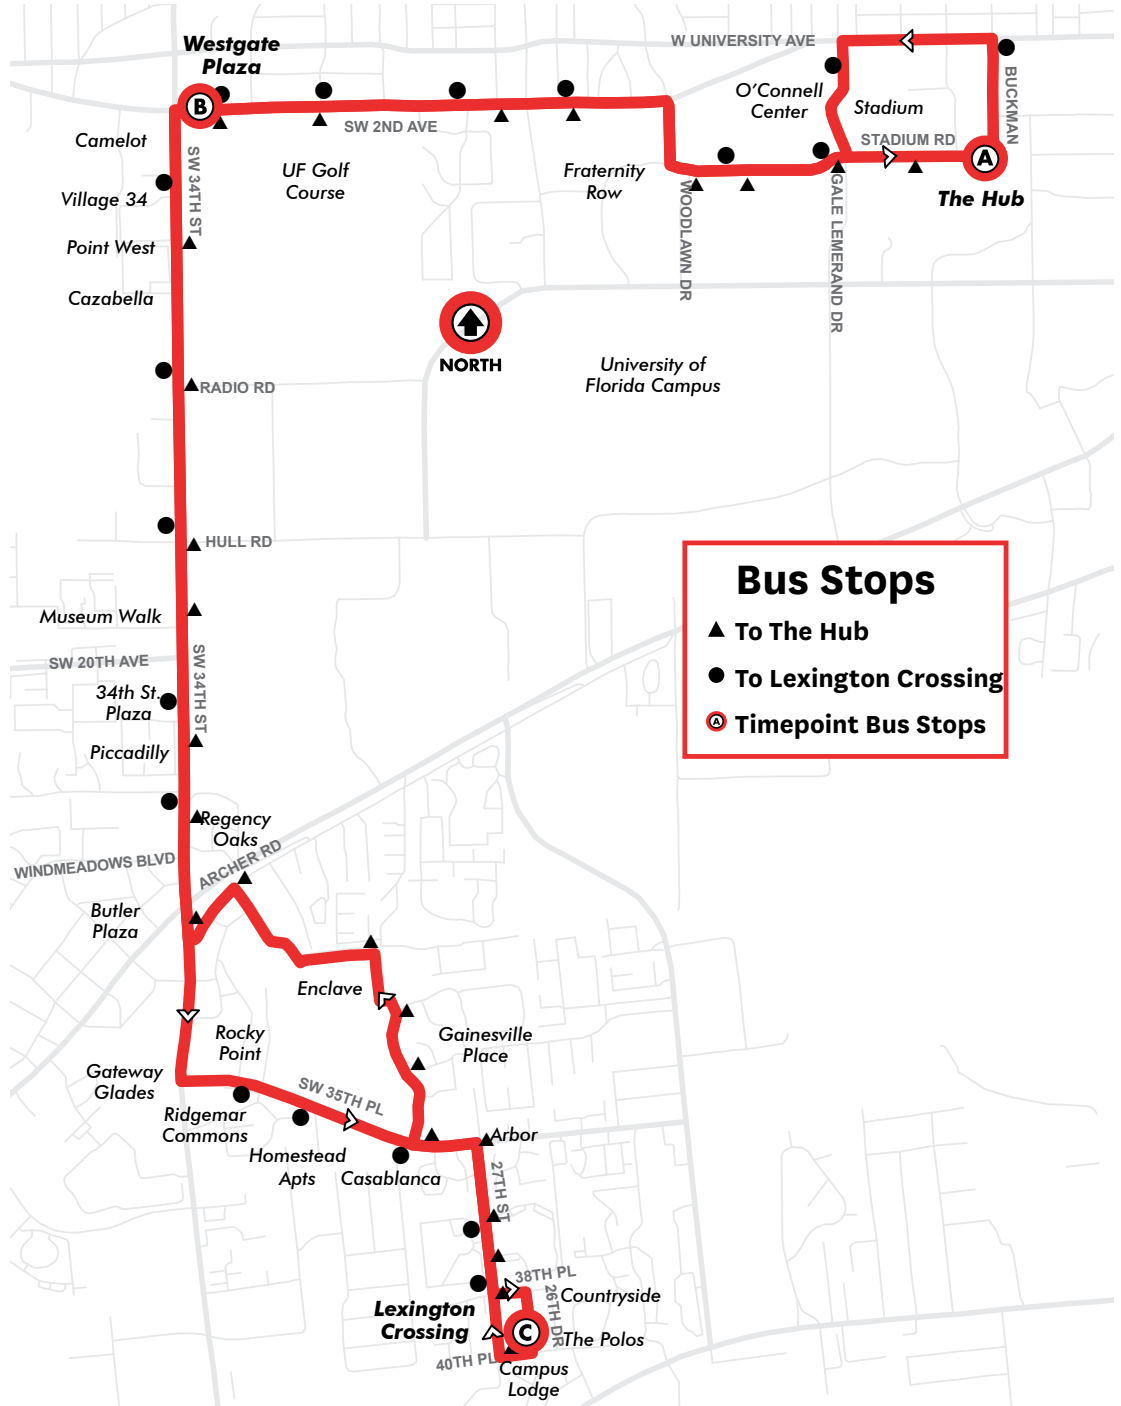 Westgate
Plaza
W UNIVERSITY AVE
O'Connell
Center
Stadium
BUCKMAN
B
SW 2ND AVE
STADIUM RD
A
The Hub
Camelot
SW 34TH ST
UF Golf
Course
Fraternity
Row
Village 34
Point West
WOODLAWN DR
GALE LEMERAND DR
Cazabella
NORTH
University of
Florida Campus
RADIO RD
HULL RD
Bus Stops
To The Hub
To Lexington Crossing
A
Timepoint Bus Stops
Museum Walk
SW 20TH AVE
SW 34TH ST
34th St.
Plaza
Piccadilly
Regency
Oaks
WINDMEADOWS BLVD
ARCHER RD
Butler
Plaza
Enclave
Rocky
Point
Gainesville
Place
Gateway
Glades
SW 35TH PL
Ridgemar
Commons
Arbor
Homestead
Apts
Casablanca
27TH ST
38TH PL
26TH DR
Countryside
Lexington
Crossing
C
The Polos
40TH PL
Campus
Lodge